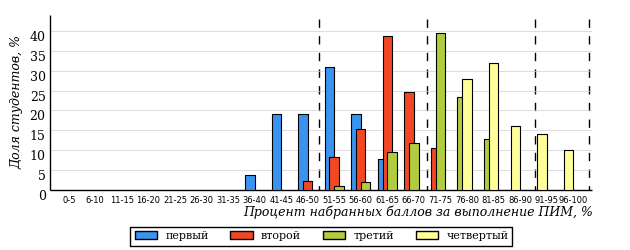 Доля студентов, %
40
35
30
25
20
15
10
5
0
0-5 6-10 11-15 16-20 21-25 26-30 31-35 36-40 41-45 46-50 51-55 56-60 61-65 66-70 71-75 76-80 81-85 86-90 91-95 96-100
Процент набранных баллов за выполнение ПИМ, %
первый второй третий четвертый